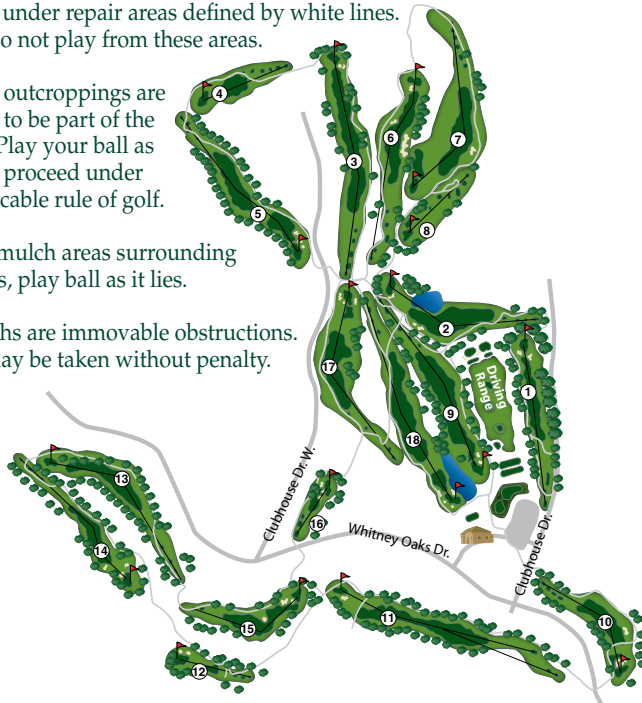 under repair areas defined by white lines.
o not play from these areas.
outcroppings are
to be part of the
Play your ball as
proceed under
cable rule of golf.
mulch areas surrounding
s, play ball as it lies.
hs are immovable obstructions.
ay be taken without penalty.
4
3
6
7
5
8
2
17
Driving
Range
1
9
18
13
Clubhouse Dr. W.
16
Whitney Oaks Dr.
Clubhouse Dr.
14
15
11
10
12